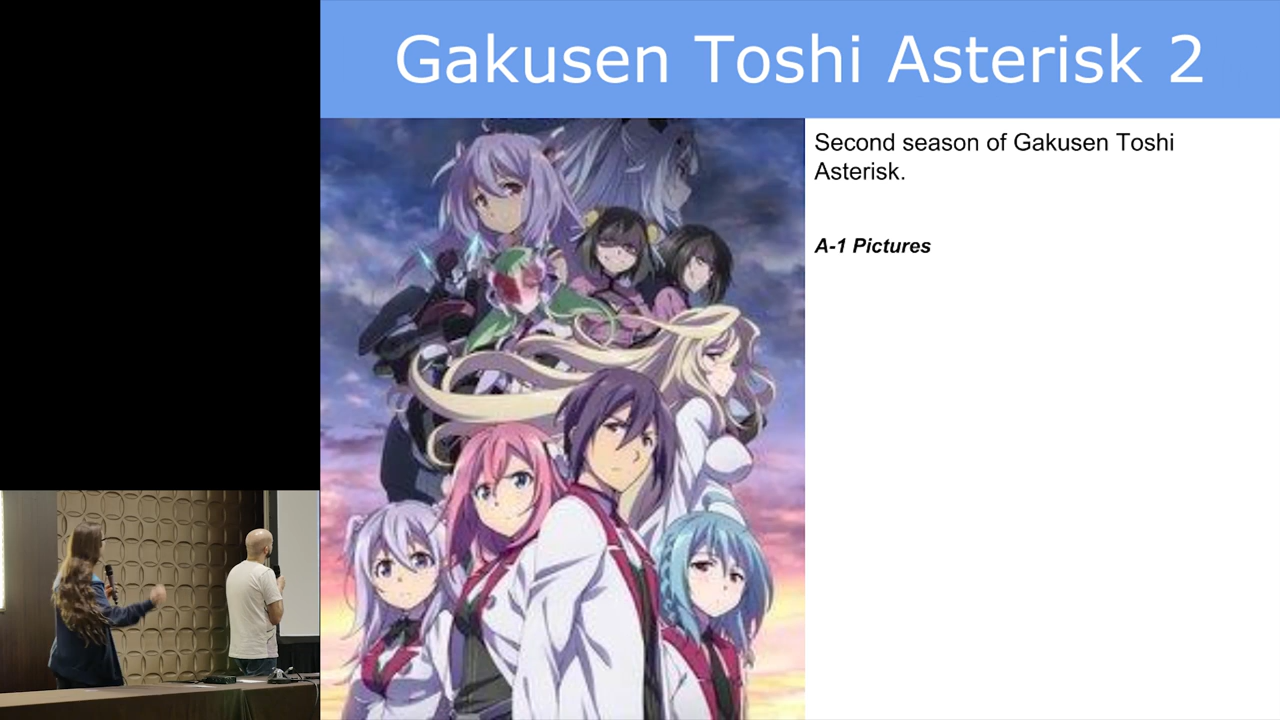 Gakusen Toshi Asterisk 2
Second season of Gakusen Toshi
Asterisk.
A-1 Pictures